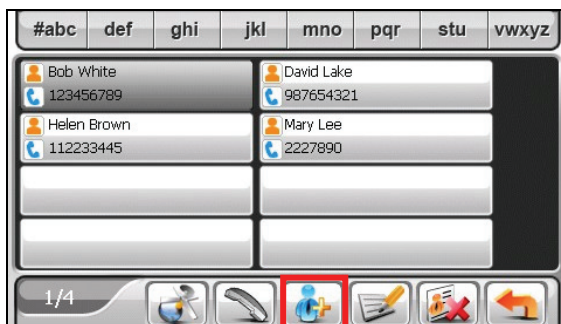 #abc def ghi jkl mno pqr stu vwxyz
Bob White
123456789
David Lake
987654321
Helen Brown
112233445
Mary Lee
2227890
1/4